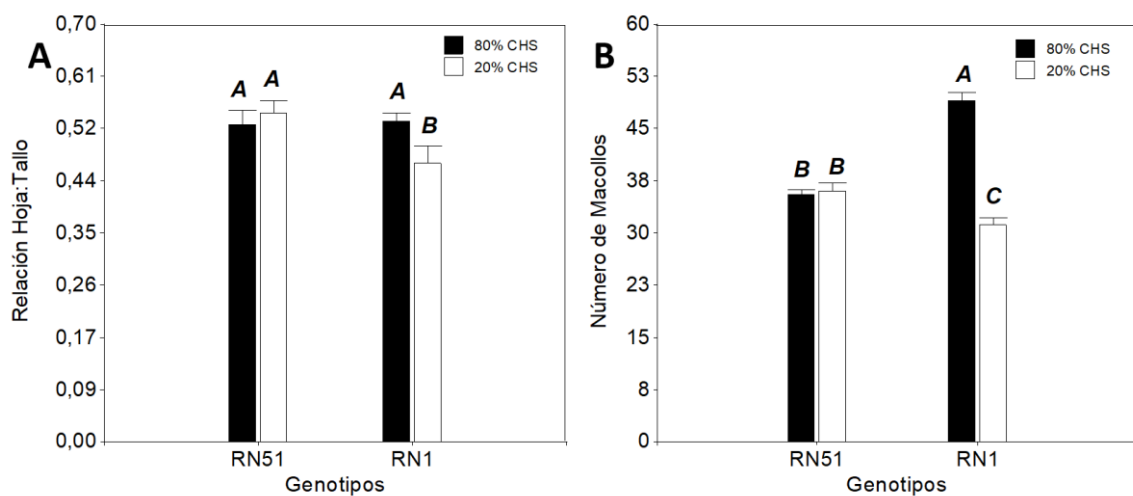 A
Relación Hoja:Tallo
0,70
0,61
0,52
0,44
0,35
0,26
0,17
0,09
0,00
80% CHS
20% CHS
A A A B
RN51 RN1
Genotipos
B
Número de Macollos
60
53
45
38
30
23
15
8
0
80% CHS
20% CHS
B B A C
RN51 RN1
Genotipos